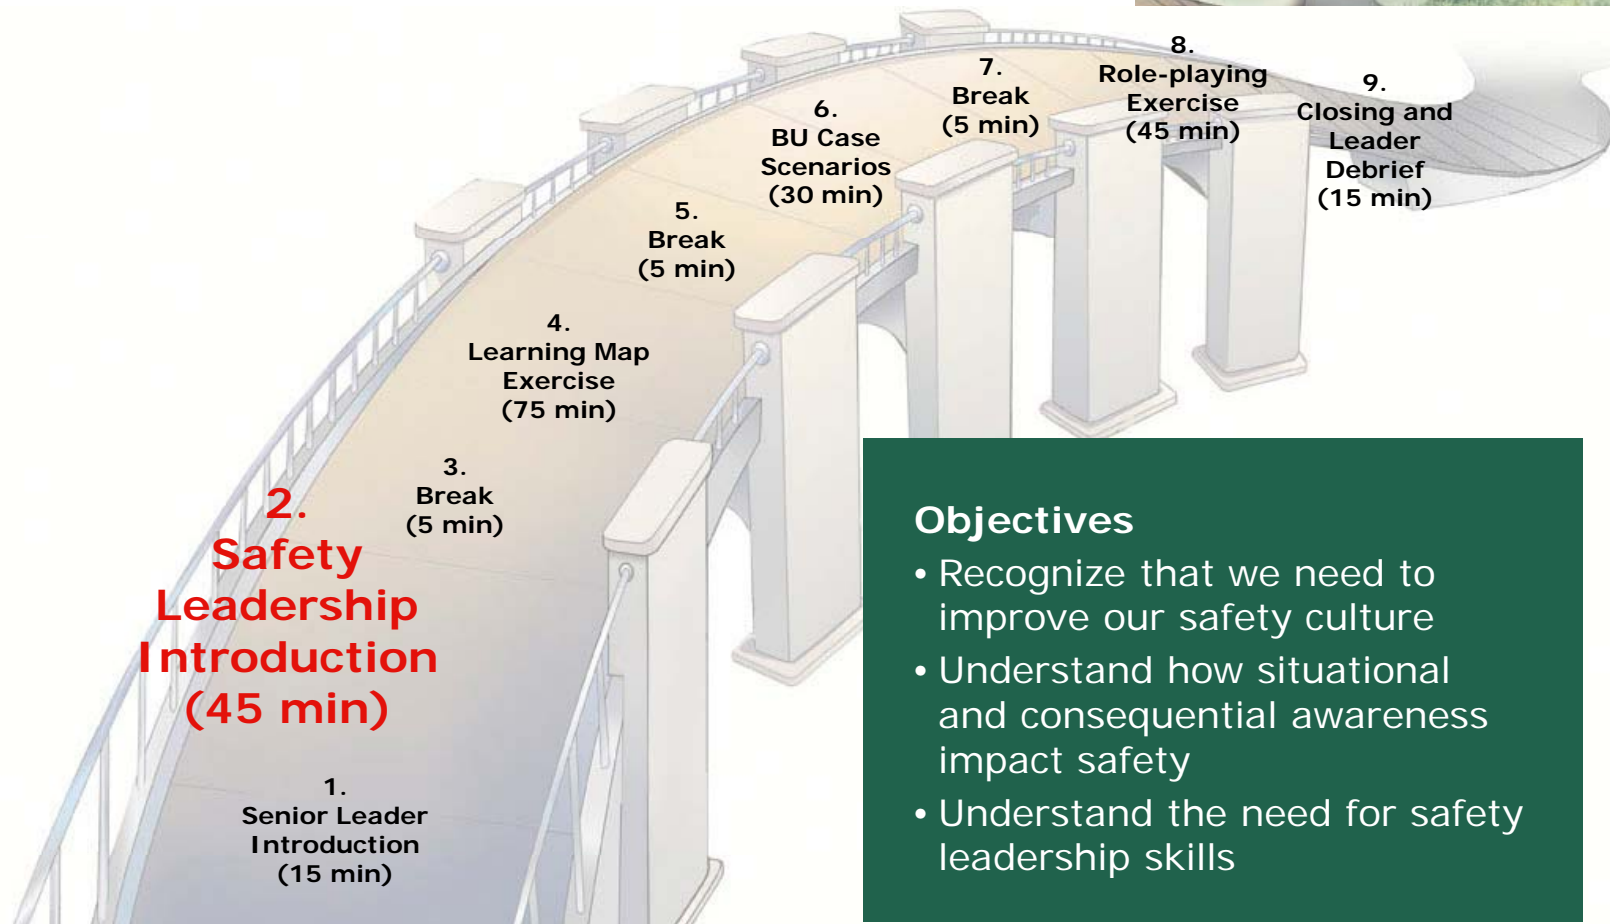 1.
Senior Leader
Introduction
(15 min)
2.
Safety
Leadership
Introduction
(45 min)
3.
Break
(5 min)
4.
Learning Map
Exercise
(75 min)
5.
Break
(5 min)
6.
BU Case
Scenarios
(30 min)
7.
Break
(5 min)
8.
Role-playing
Exercise
(45 min)
9.
Closing and
Leader
Debrief
(15 min)
Objectives
• Recognize that we need to
improve our safety culture
• Understand how situational
and consequential awareness
impact safety
• Understand the need for safety
leadership skills